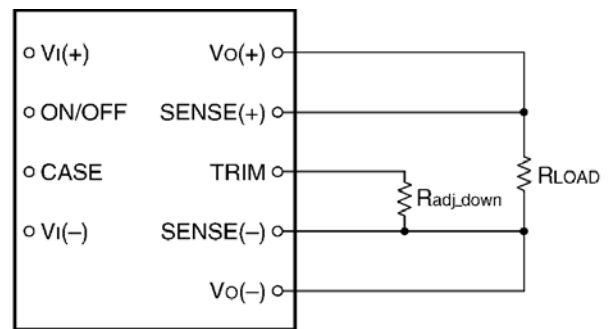 VI(+)
VO(+)
ON/OFF
SENSE(+)
CASE
TRIM
Radj_down
RLOAD
VI(–)
SENSE(–)
VO(–)